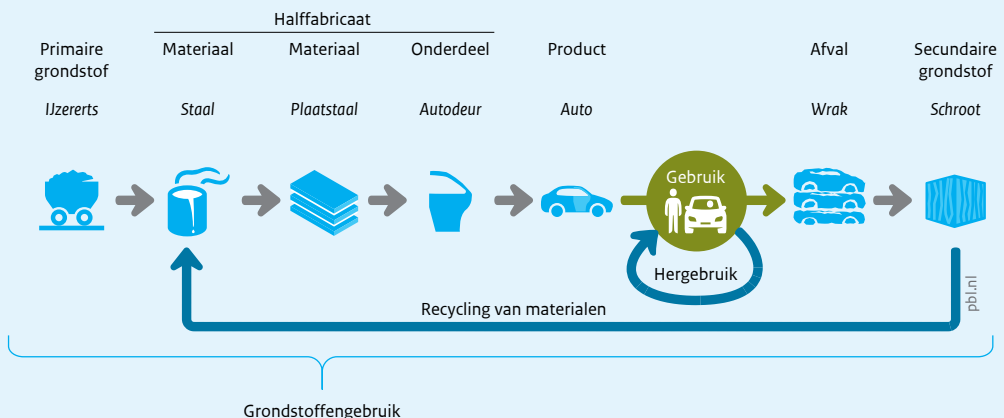 Halffabricaat
Primaire
grondstof
Materiaal
Materiaal
Onderdeel
Product
Afval
Secundaire
grondstof
IJzererts
Staal
Plaatstaal
Autodeur
Auto
Wrak
Schroot
Gebruik
Hergebruik
Recycling van materialen
pbl.nl
Grondstoffengebruik